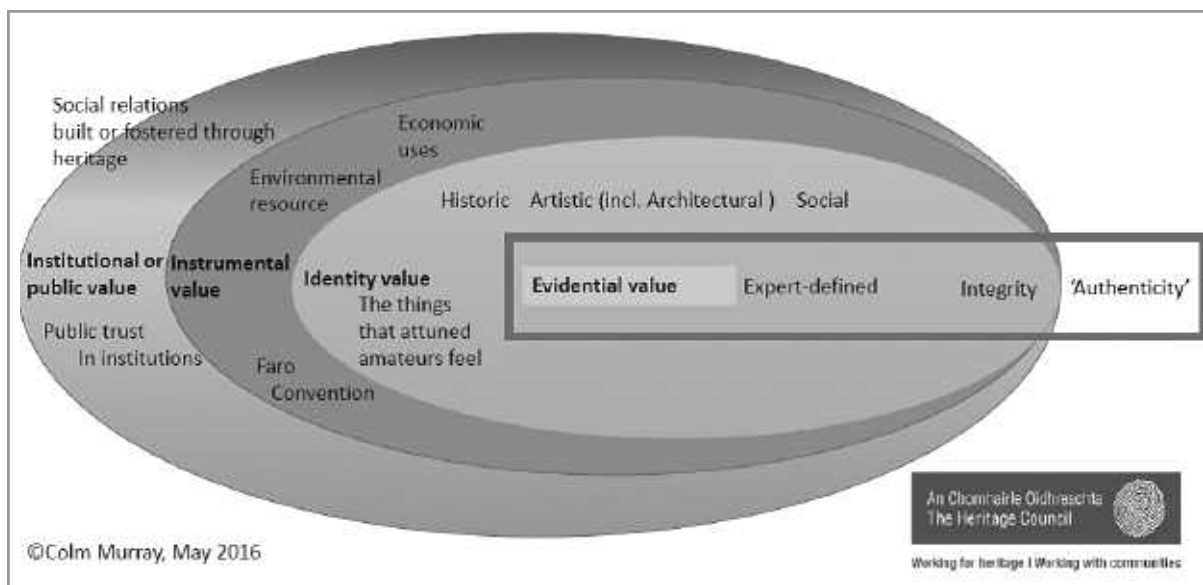 Social relations
built or fostered through
heritage
Economic
uses
Environmental
resource
Historic Artistic (incl. Architectural ) Social
Institutional or
public value
Instrumental
value
Identity value
The things
that attuned
amateurs feel
Evidential value Expert-defined Integrity 'Authenticity'
Public trust
In institutions
Faro
Convention
An Chomhairle Oidhreachta
The Heritage Council
Working for heritage I Working with communities
©Colm Murray, May 2016